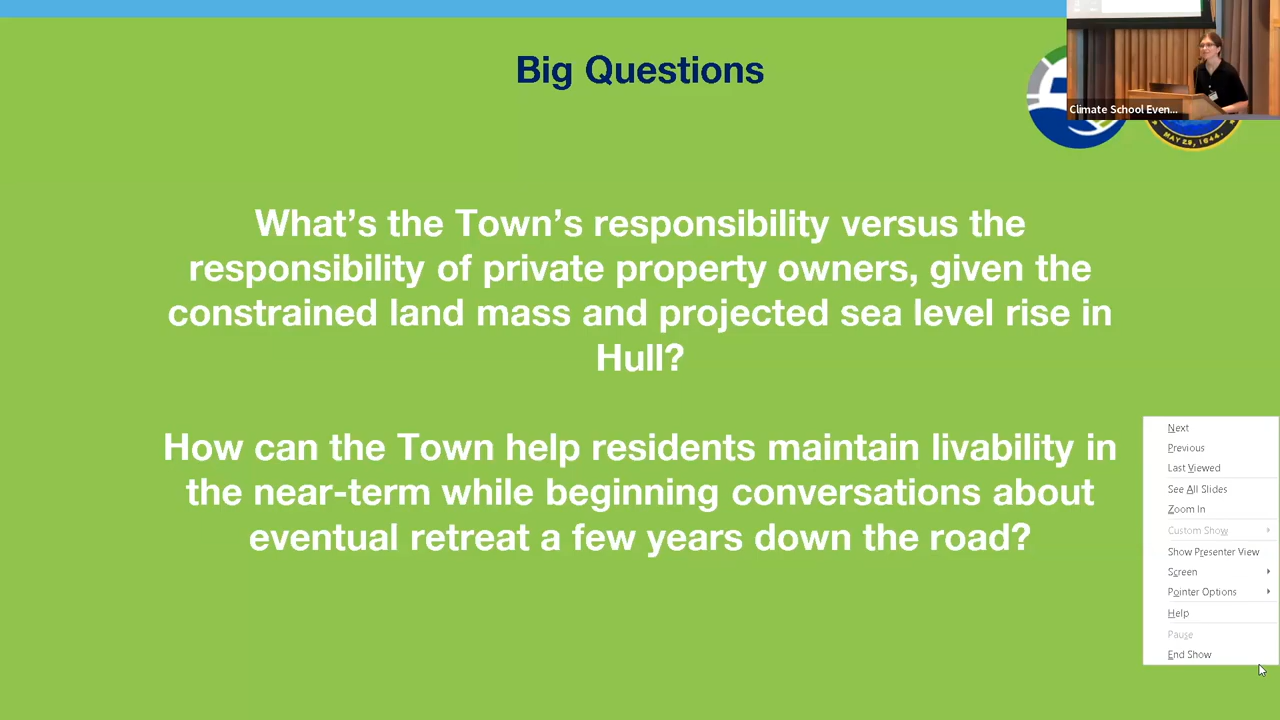 Big Questions
Climate School Even...
MAY 29, 1644.
What's the Town's responsibility versus the
responsibility of private property owners, given the
constrained land mass and projected sea level rise in
Hull?
How can the Town help residents maintain livability in
the near-term while beginning conversations about
eventual retreat a few years down the road?
Next
Previous
Last Viewed
See All Slides
Zoom In
Custom Show
Show Presenter View
Screen
Pointer Options
Help
Pause
End Show